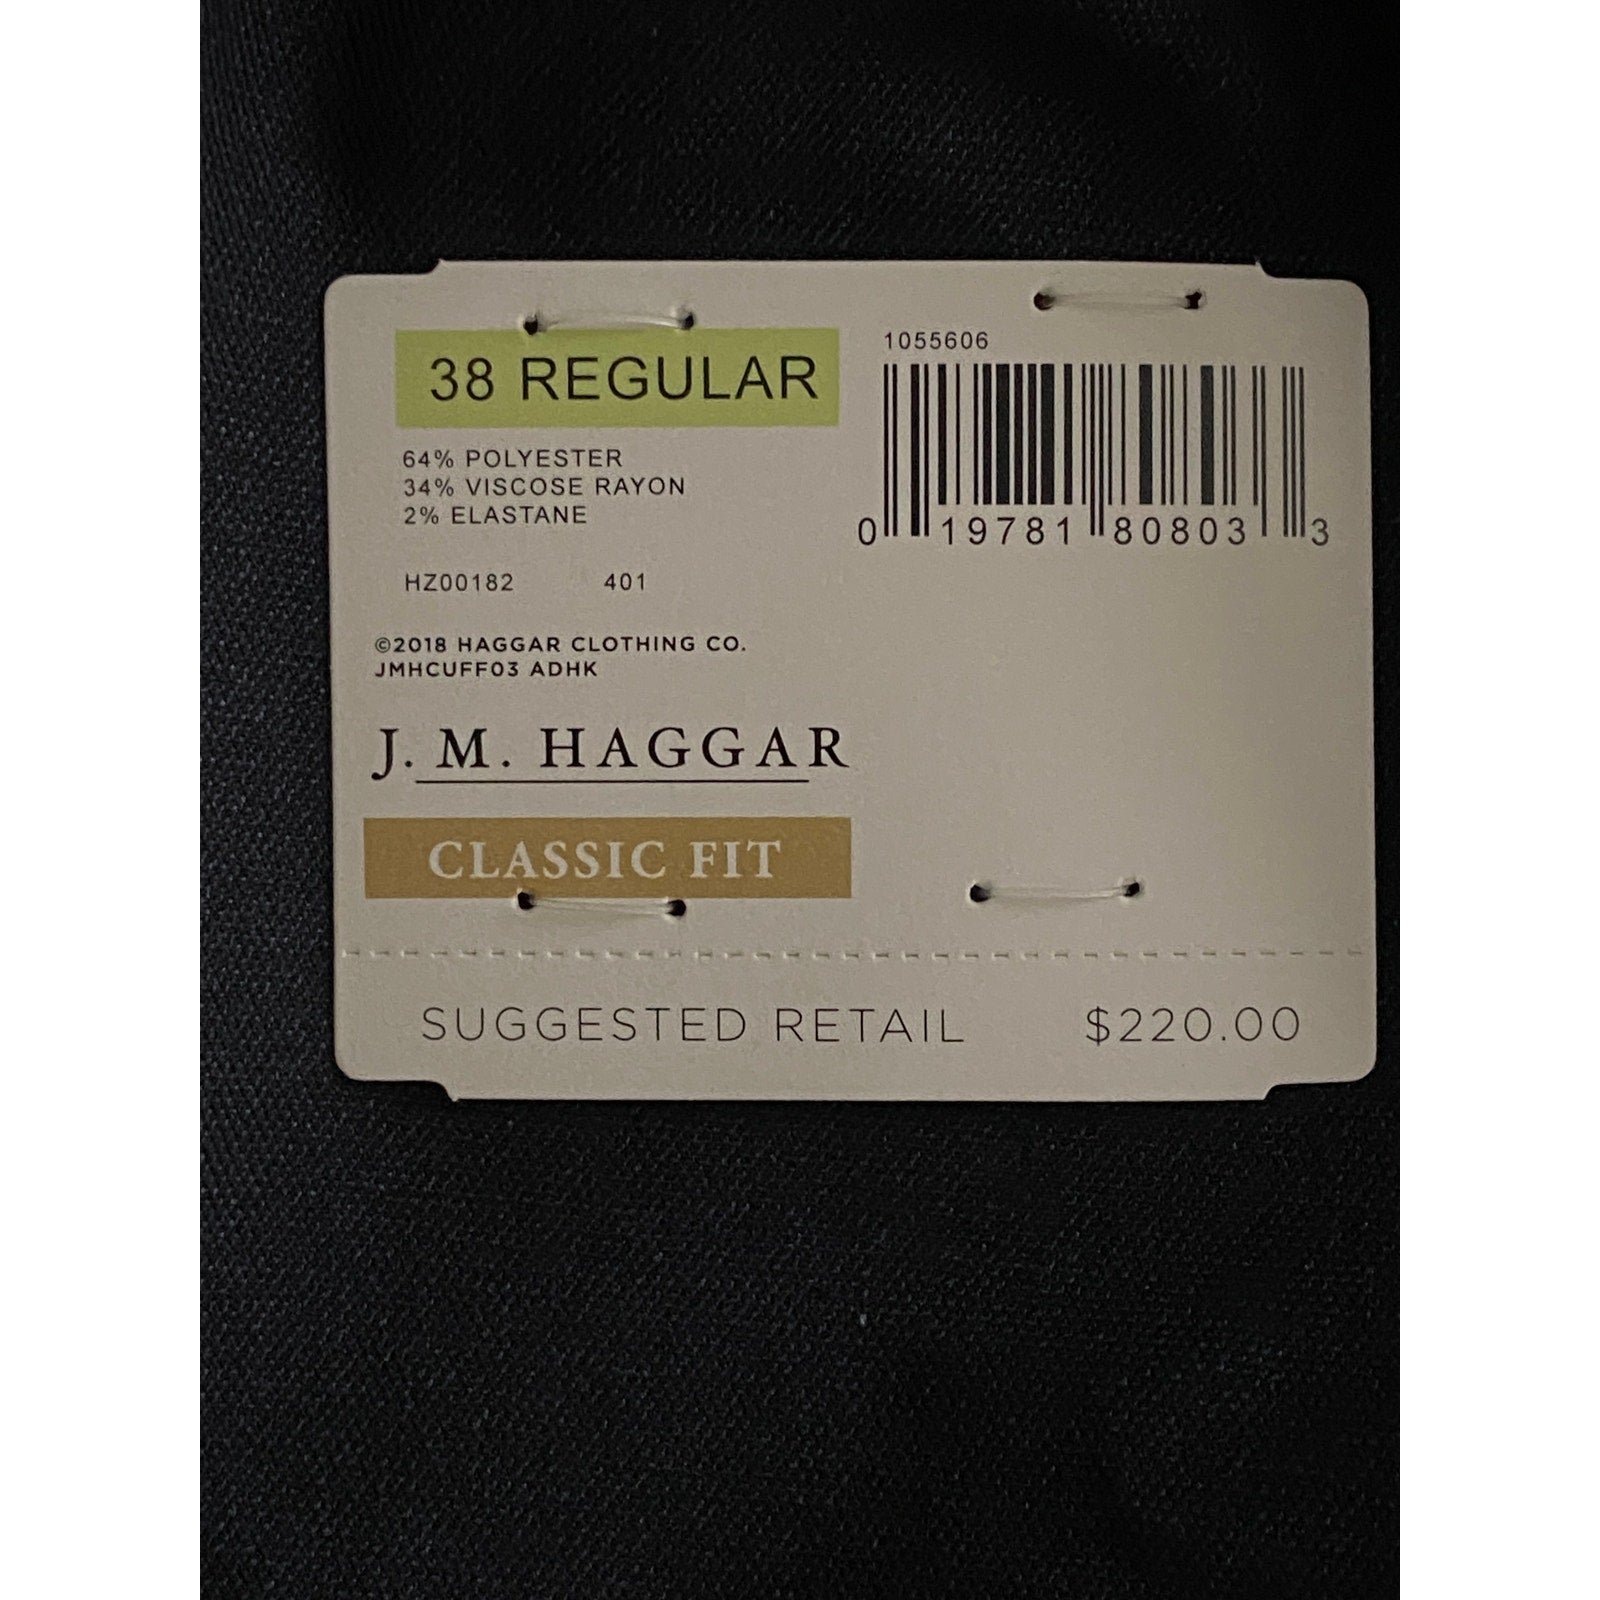 38 REGULAR
64% POLYESTER
34% VISCOSE RAYON
2% ELASTANE
HZ00182 401
©2018 HAGGAR CLOTHING CO.
JMHCUFF03 ADHK
J. M. HAGGAR
CLASSIC FIT
1055606
0 19781 80803 3
SUGGESTED RETAIL $220.00